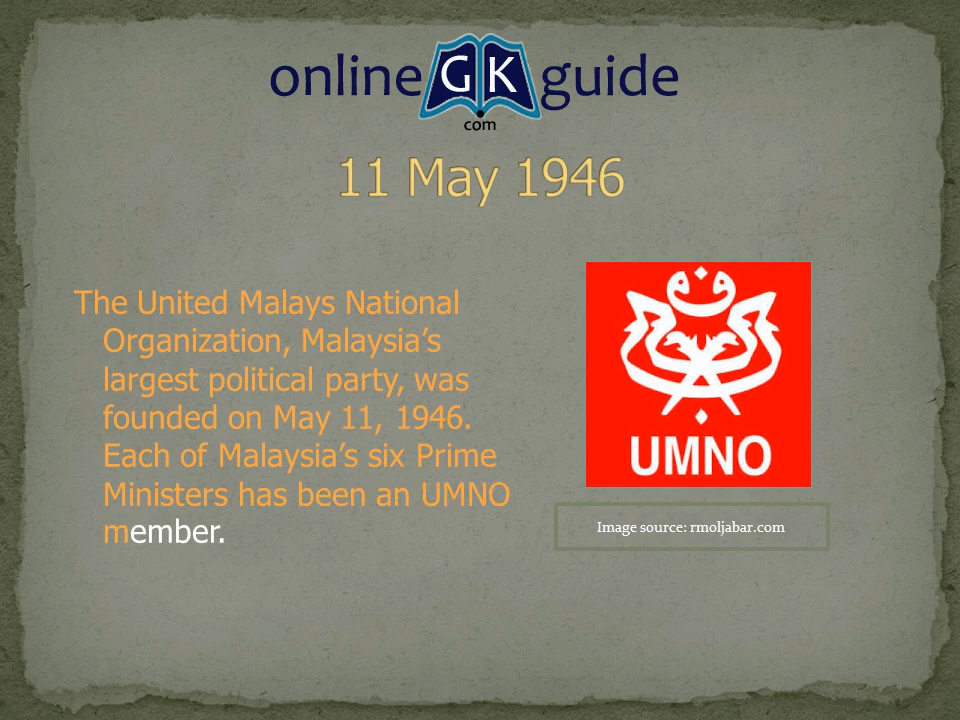 online GK guide
com
11 May 1946
The United Malays National
Organization, Malaysia’s
largest political party, was
founded on May 11, 1946.
Each of Malaysia’s six Prime
Ministers has been an UMNO
member.
UMNO
Image source: rmoljabar.com